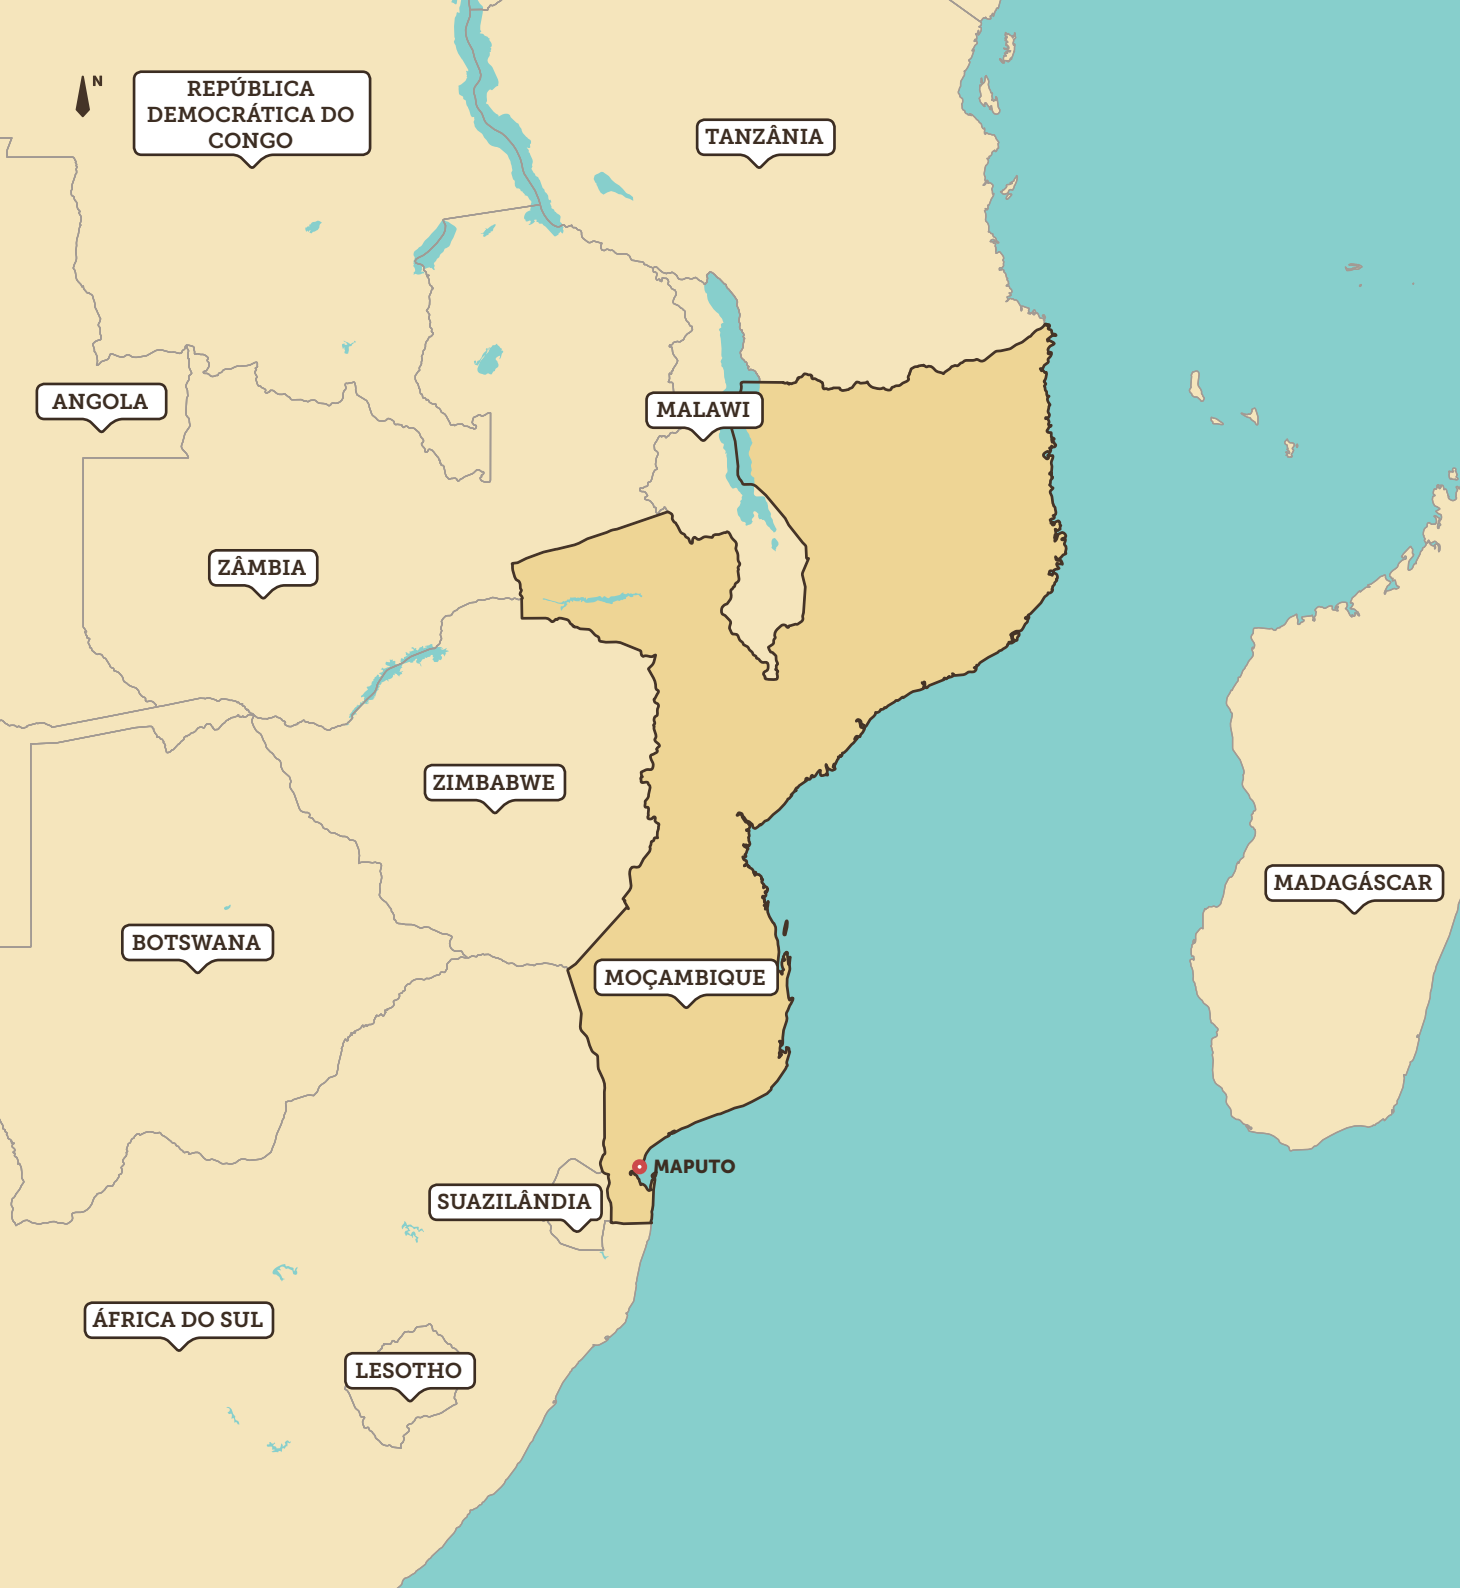 N
REPÚBLICA
DEMOCRÁTICA DO
CONGO
TANZÂNIA
ANGOLA
MALAWI
ZÂMBIA
ZIMBABWE
MADAGÁSCAR
BOTSWANA
MOÇAMBIQUE
MAPUTO
SUAZILÂNDIA
ÁFRICA DO SUL
LESOTHO